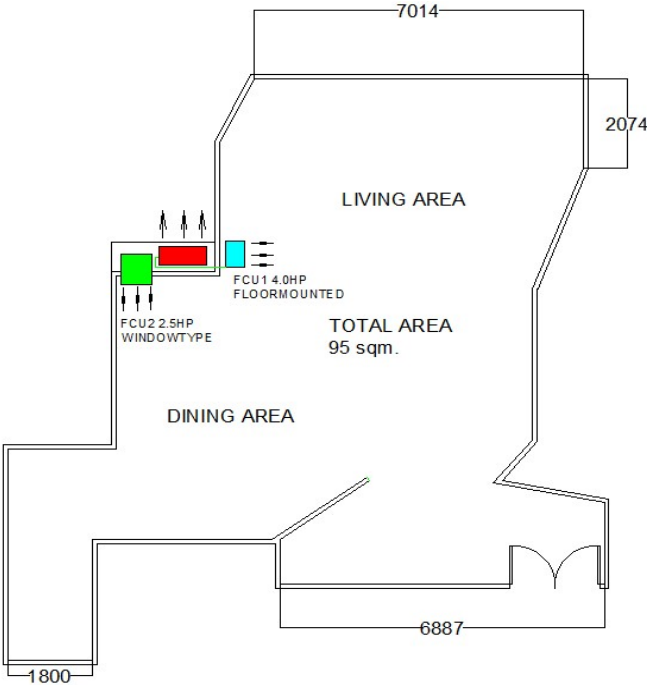 7014
2074
LIVING AREA
FCU1 4.0HP
FLOORMOUNTED
FCU2 2.5HP
WINDOWTYPE
TOTAL AREA
95 sqm.
DINING AREA
6887
1800